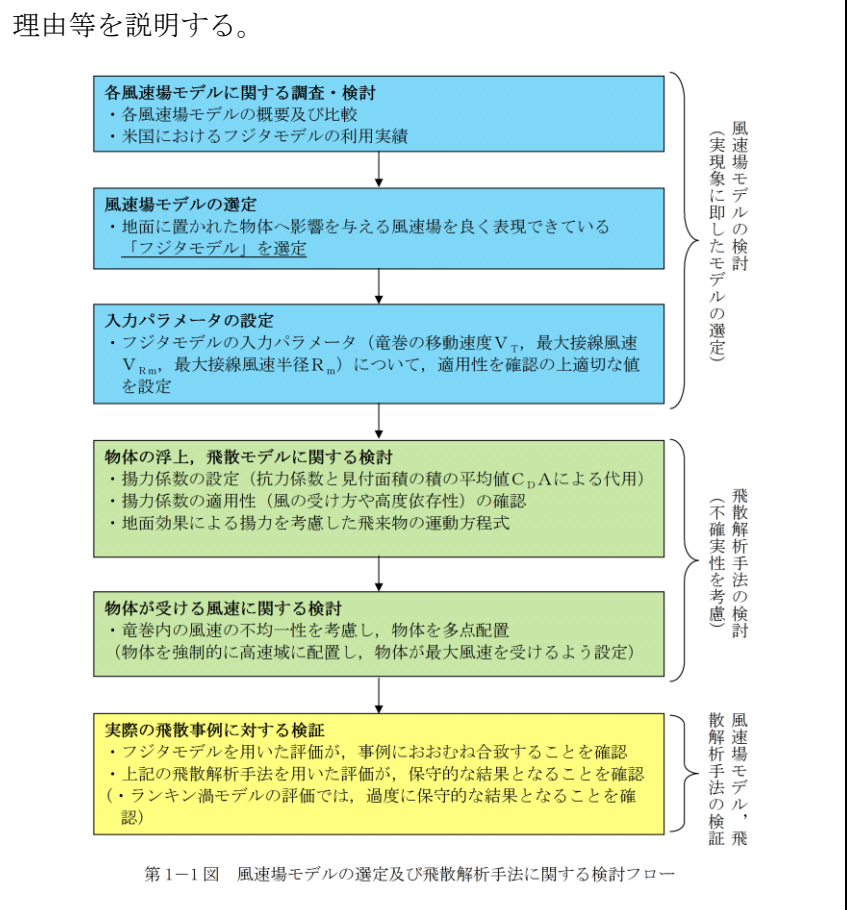 理由等を説明する。
各風速場モデルに関する調査・検討
・各風速場モデルの概要及び比較
・米国におけるフジタモデルの利用実績
風速場モデルの選定
・地面に置かれた物体へ影響を与える風速場を良く表現できている
「フジタモデル」を選定
入力パラメータの設定
・フジタモデルの入力パラメータ（竜巻の移動速度ＶT，最大接線風速
ＶRm，最大接線風速半径Ｒm）について，適用性を確認の上適切な値
を設定
風速場モデルの検討
（実現象に即したモデルの選定）
物体の浮上，飛散モデルに関する検討
・揚力係数の設定（抗力係数と見付面積の積の平均値ＣDＡによる代用）
・揚力係数の適用性（風の受け方や高度依存性）の確認
・地面効果による揚力を考慮した飛来物の運動方程式
物体が受ける風速に関する検討
・竜巻内の風速の不均一性を考慮し，物体を多点配置
（物体を強制的に高速域に配置し，物体が最大風速を受けるよう設定）
飛散解析手法の検討
（不確実性を考慮）
実際の飛散事例に対する検証
・フジタモデルを用いた評価が，事例におおむね合致することを確認
・上記の飛散解析手法を用いた評価が，保守的な結果となることを確認
（・ランキン渦モデルの評価では，過度に保守的な結果となることを確
認）
風速場モデル，飛
散解析手法の検証
第１－１図　風速場モデルの選定及び飛散解析手法に関する検討フロー